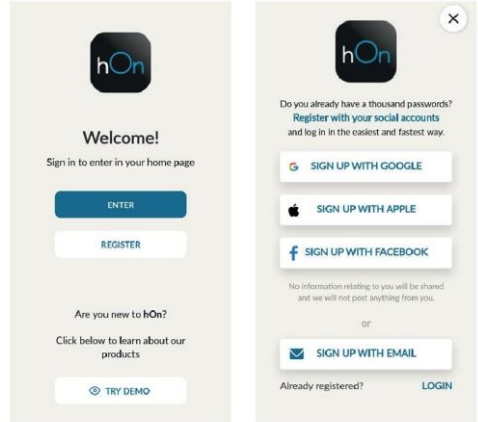 hOn
Welcome!
Sign in to enter in your home page
ENTER
REGISTER
Are you new to hOn?
Click below to learn about our
products
TRY DEMO
hOn
Do you already have a thousand passwords?
Register with your social accounts
and log in in the easiest and fastest way.
SIGN UP WITH GOOGLE
SIGN UP WITH APPLE
SIGN UP WITH FACEBOOK
No information relating to you will be shared
and we will not post anything from you.
or
SIGN UP WITH EMAIL
Already registered? LOGIN